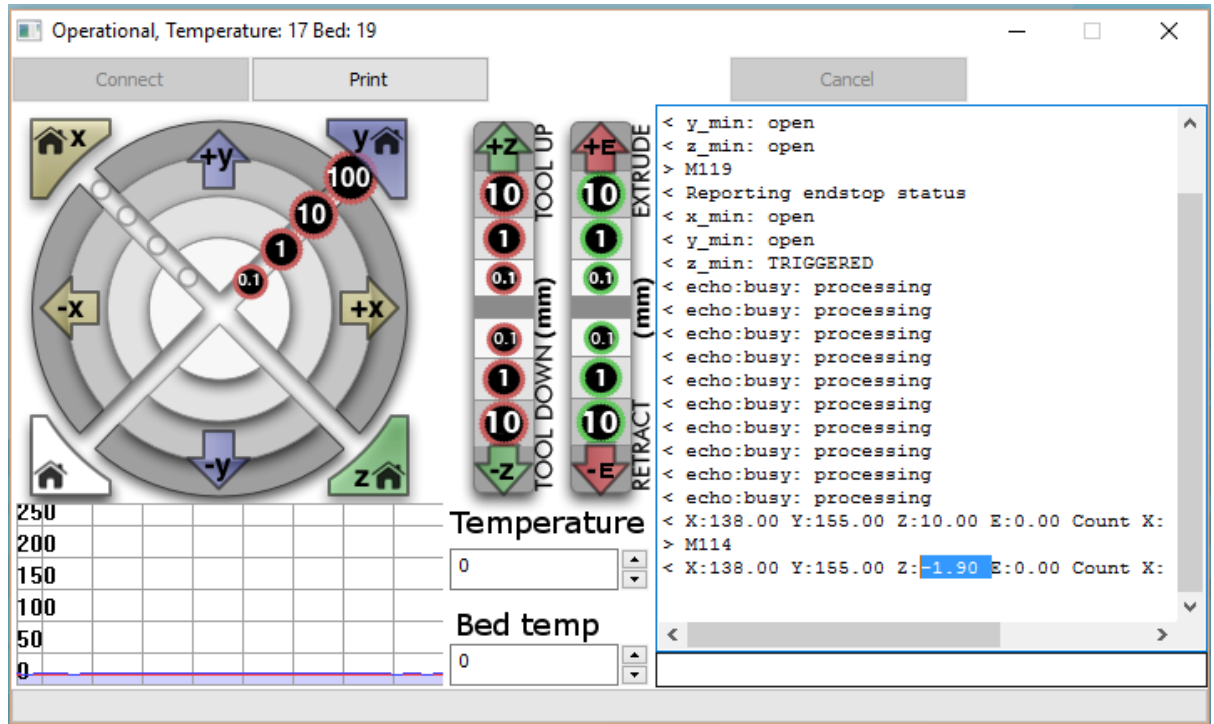 Operational, Temperature: 17 Bed: 19
Connect
Print
Cancel
x
+y
y
100
10
1
0.1
-x
+x
-y
z
+Z
10
1
0.1
0.1
1
10
-Z
TOOL UP
TOOL DOWN (mm)
+E
10
1
0.1
0.1
1
10
-E
EXTRUDE
RETRACT (mm)
250
200
150
100
50
0
Temperature
0
Bed temp
0
< y_min: open
< z_min: open
> M119
< Reporting endstop status
< x_min: open
< y_min: open
< z_min: TRIGGERED
< echo:busy: processing
< echo:busy: processing
< echo:busy: processing
< echo:busy: processing
< echo:busy: processing
< echo:busy: processing
< echo:busy: processing
< echo:busy: processing
< echo:busy: processing
< echo:busy: processing
< X:138.00 Y:155.00 Z:10.00 E:0.00 Count X:
> M114
< X:138.00 Y:155.00 Z:-1.90 E:0.00 Count X: